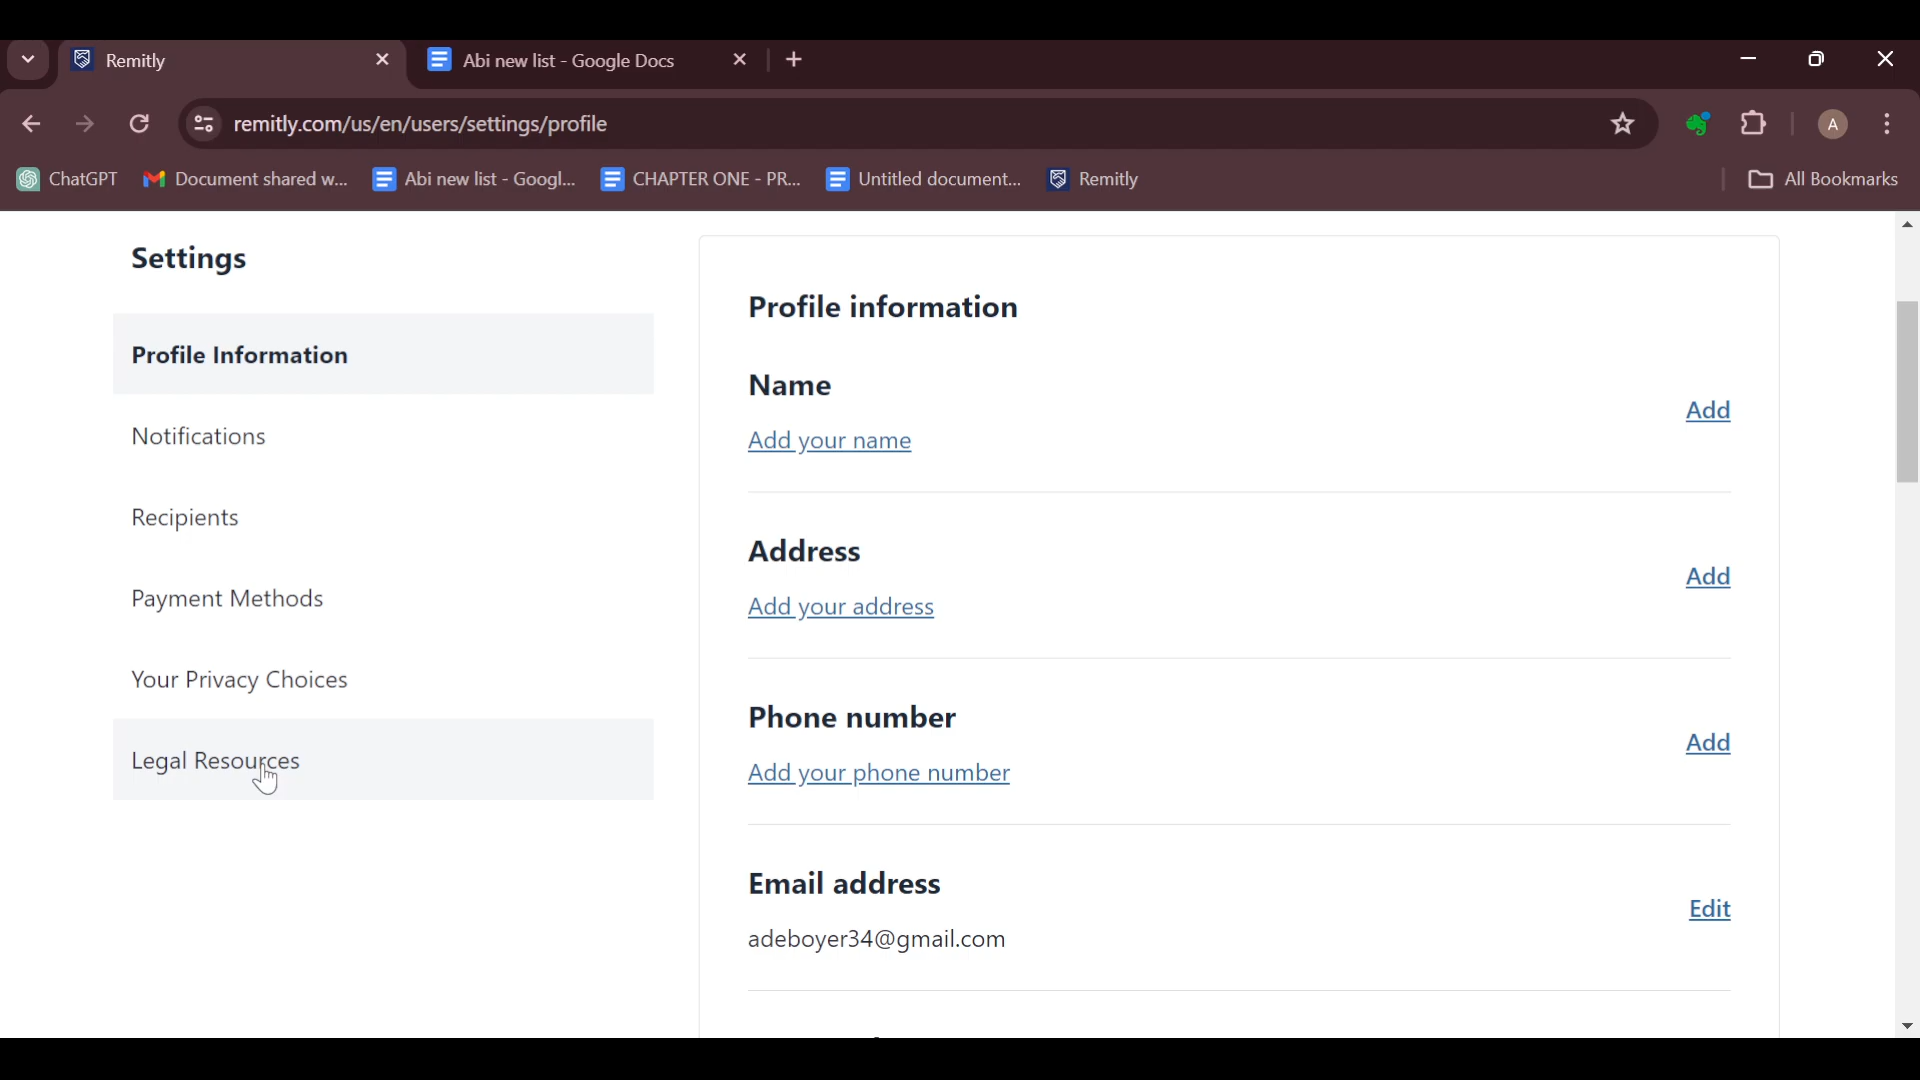 Remitly
Abi new list - Google Docs
remitly.com/us/en/users/settings/profile
A
ChatGPT
Document shared w...
Abi new list - Googl...
CHAPTER ONE - PR...
Untitled document...
Remitly
All Bookmarks
Settings
Profile Information
Notifications
Recipients
Payment Methods
Your Privacy Choices
Legal Resources
Profile information
Name
Add your name
Add
Address
Add your address
Add
Phone number
Add your phone number
Add
Email address
adeboyer34@gmail.com
Edit